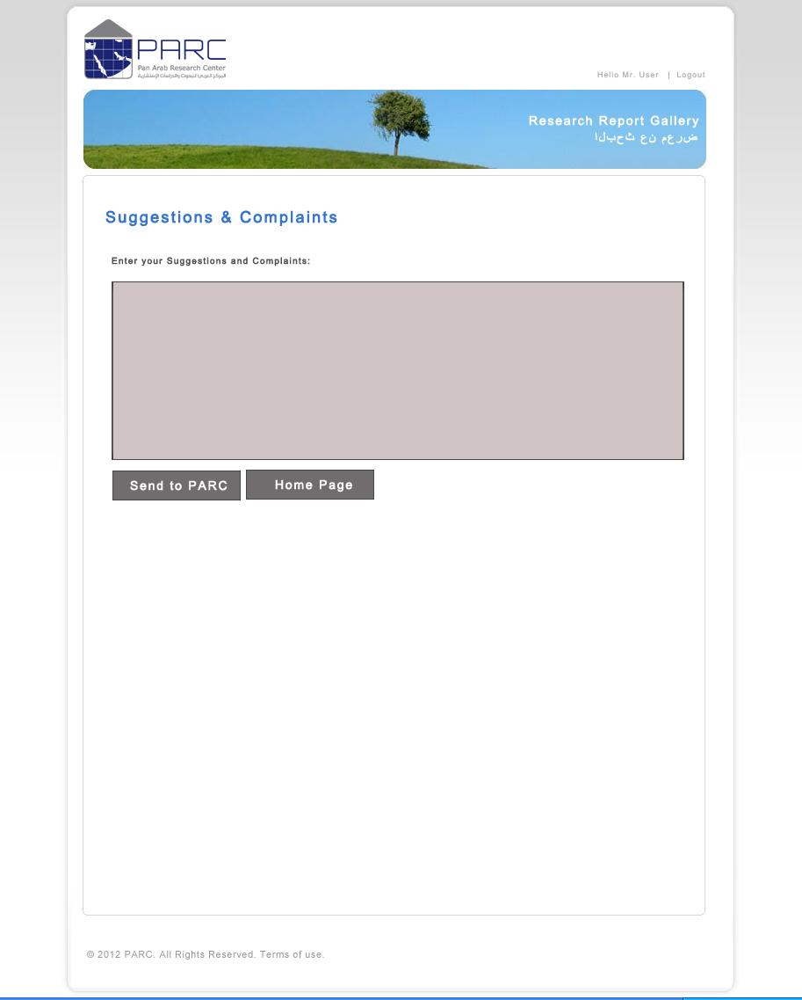 PARC
Pan Arab Research Center
المركز العربي للبحوث والدراسات الإستشارية
Hello Mr. User | Logout
Research Report Gallery
ضرعم نع ثحبلا
Suggestions & Complaints
Enter your Suggestions and Complaints:
Send to PARC
Home Page
© 2012 PARC. All Rights Reserved. Terms of use.